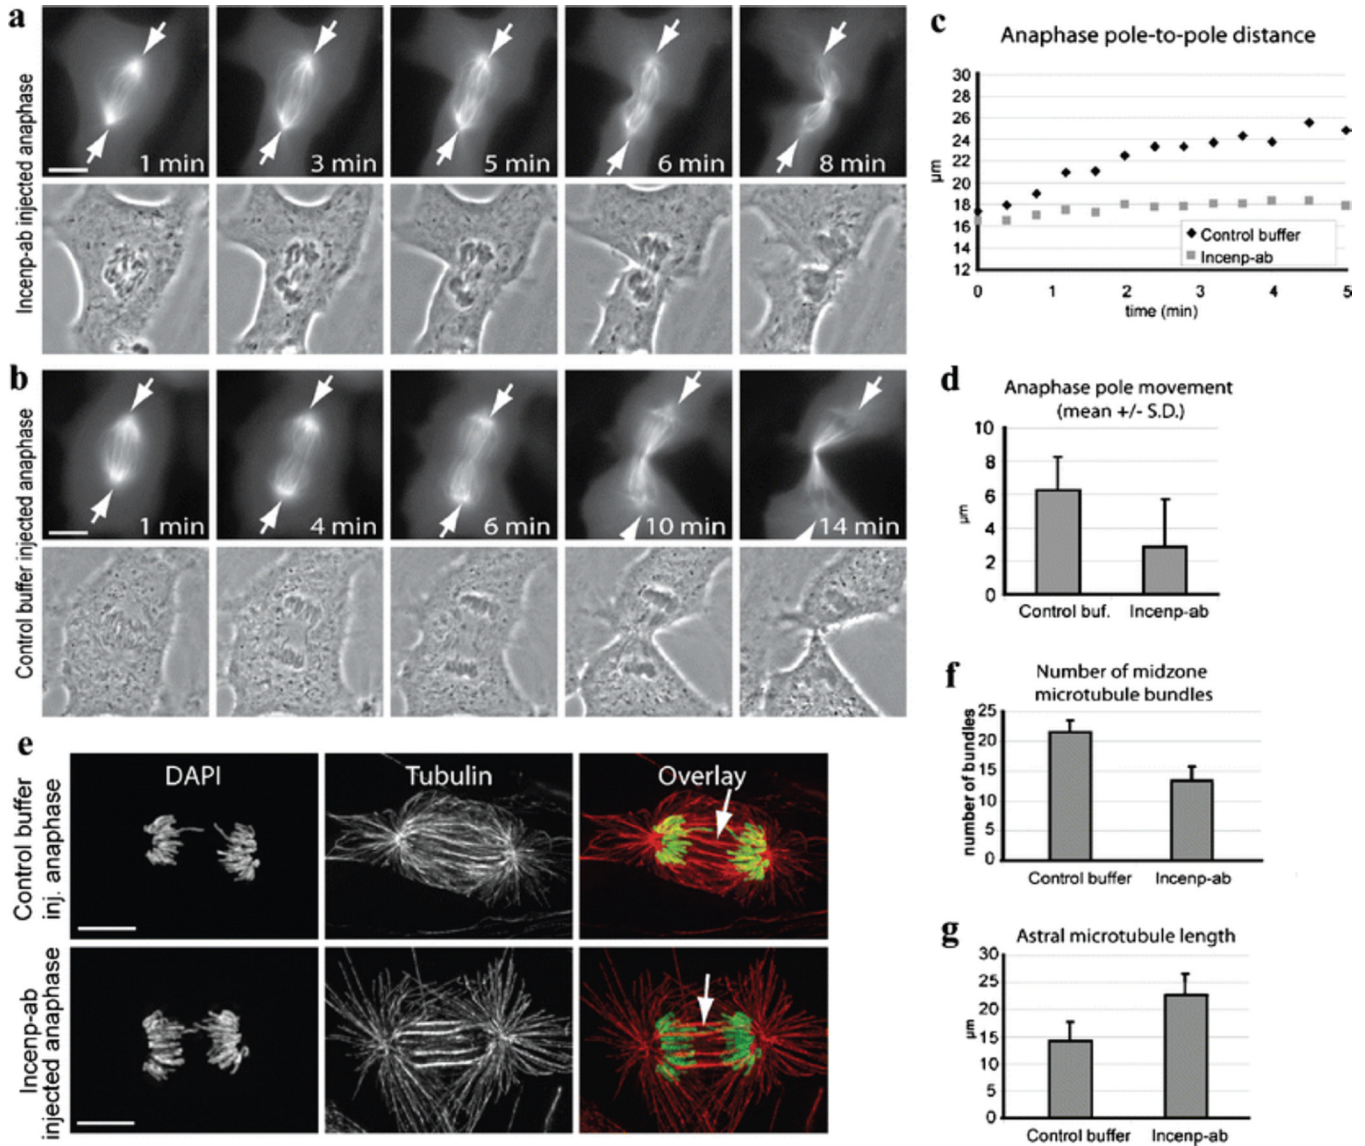 a
Incenp-ab injected anaphase
1 min
3 min
5 min
6 min
8 min
b
Control buffer injected anaphase
1 min
4 min
6 min
10 min
14 min
c
Anaphase pole-to-pole distance
µm
30
28
26
24
22
20
18
16
14
12
Control buffer
Incenp-ab
0
1
2
3
4
5
time (min)
d
Anaphase pole movement
(mean +/- S.D.)
µm
10
8
6
4
2
0
Control buf.
Incenp-ab
e
DAPI
Tubulin
Overlay
Control buffer
inj. anaphase
Incenp-ab
injected anaphase
f
Number of midzone
microtubule bundles
number of bundles
25
20
15
10
5
0
Control buffer
Incenp-ab
g
Astral microtubule length
µm
30
25
20
15
10
5
0
Control buffer
Incenp-ab